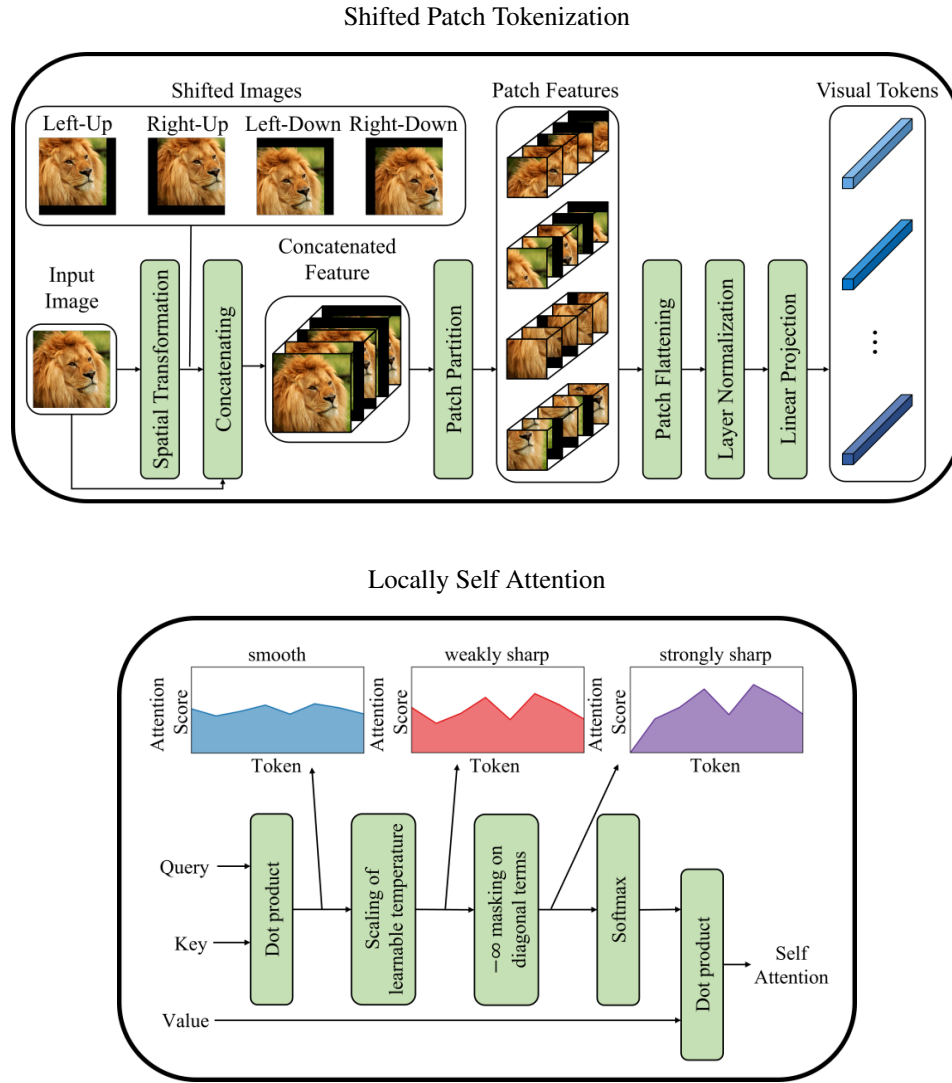 Shifted Patch Tokenization
Shifted Images
Left-Up
Right-Up
Left-Down
Right-Down
Patch Features
Visual Tokens
Input
Image
Spatial Transformation
Concatenating
Concatenated
Feature
Patch Partition
Patch Flattening
Layer Normalization
Linear Projection
...
Locally Self Attention
smooth
Attention
Score
Token
weakly sharp
Attention
Score
Token
strongly sharp
Attention
Score
Token
Query
Key
Value
Dot product
Scaling of
learnable temperature
−∞ masking on
diagonal terms
Softmax
Dot product
Self
Attention